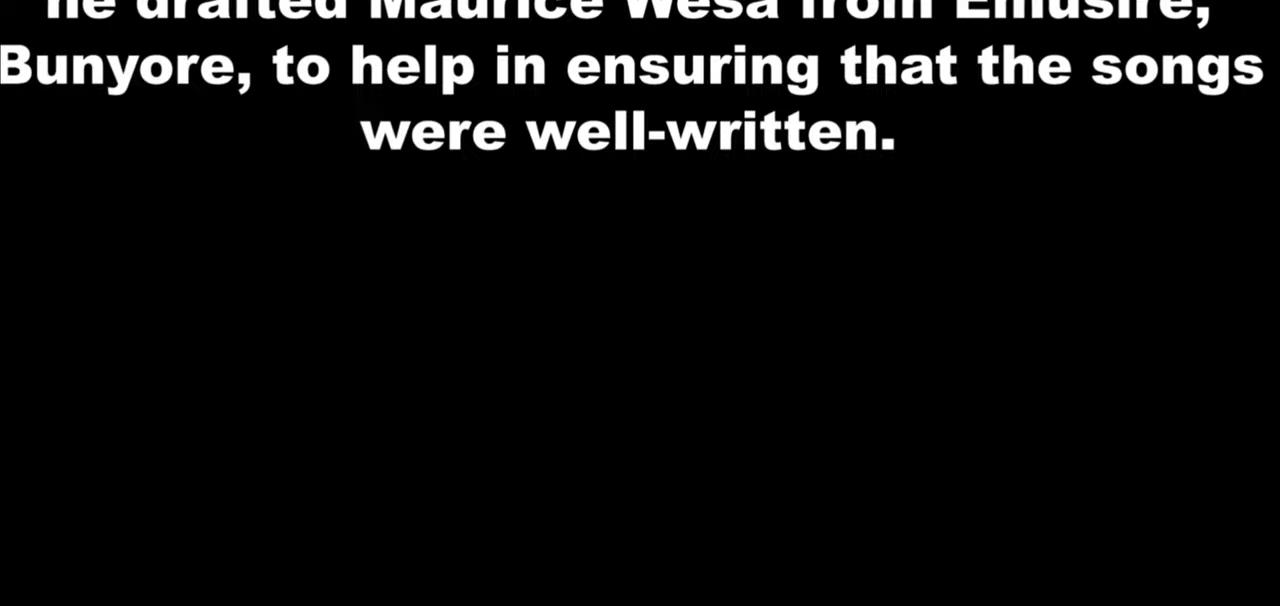 he drafted Maurice Wesa from Emusire,
Bunyore, to help in ensuring that the songs
were well-written.